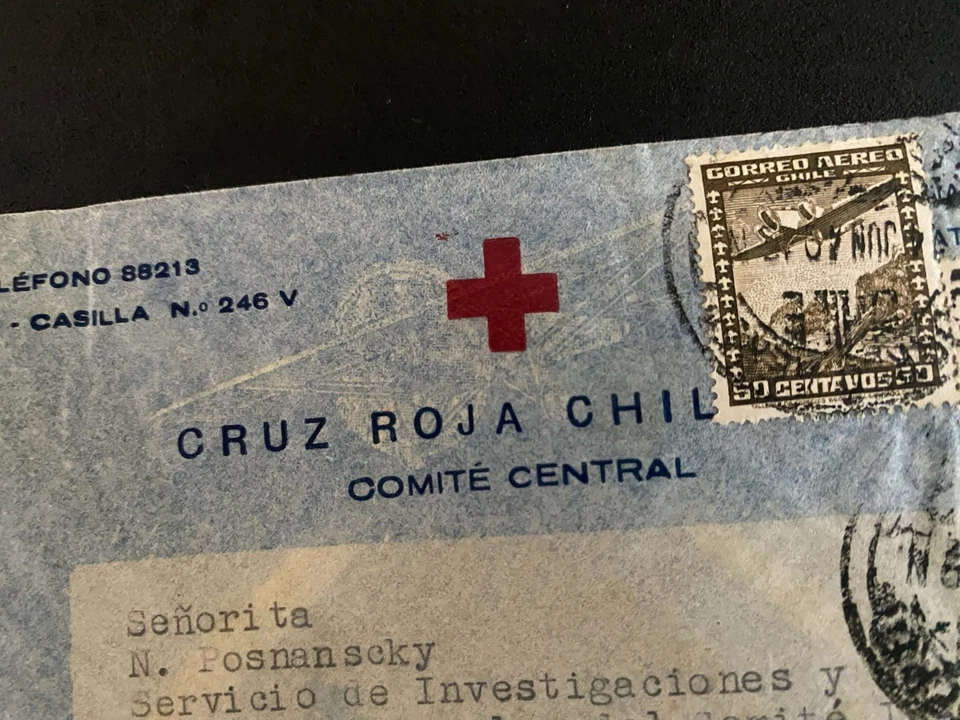 LÉFONO 88213
- CASILLA N.º 246 V
CORREO AEREO
CHILE
50 CENTAVOS 50
CRUZ ROJA CHIL
COMITÉ CENTRAL
Señorita
N. Posnanscky
Servicio de Investigaciones y